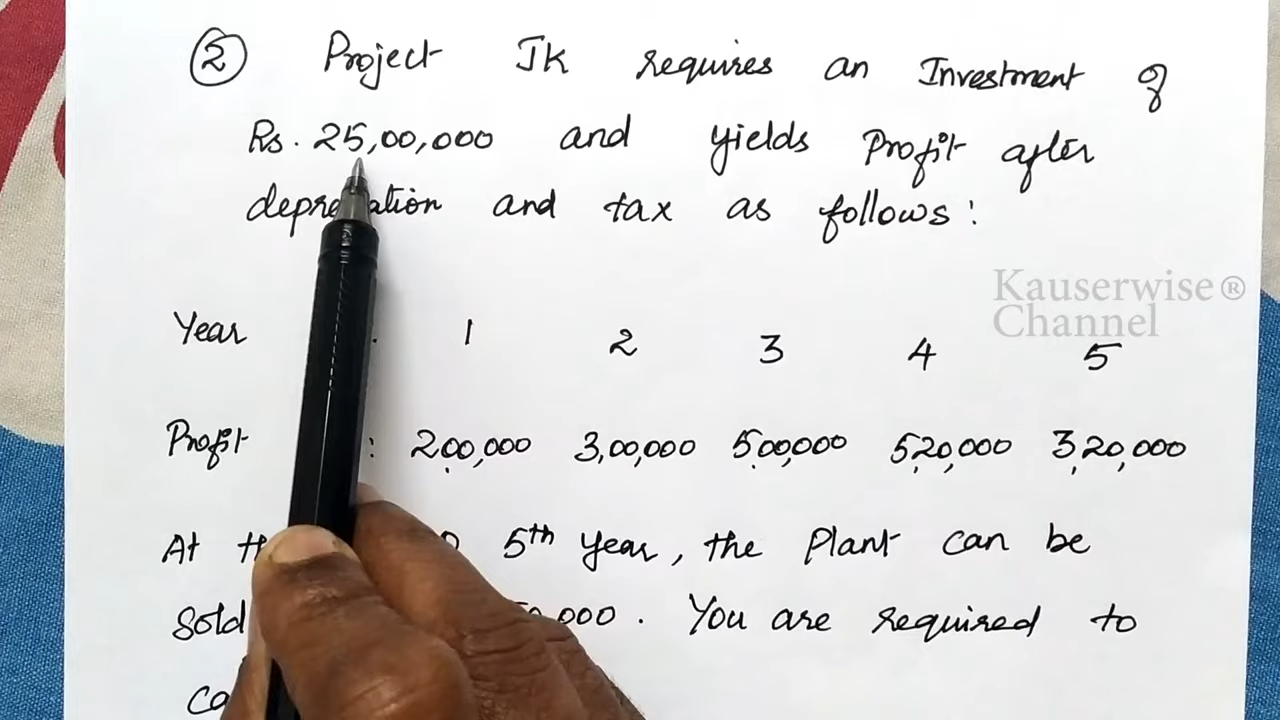 ② Project JK requires an Investment of
Rs. 25,00,000 and yields Profit after
and tax as follows:
Kauserwise®
Channel
Year 1 2 3 4 5
Profit : 2,00,000 3,00,000 5,00,000 5,20,000 3,20,000
At 5th Year, the Plant can be
Sold 000. You are required to